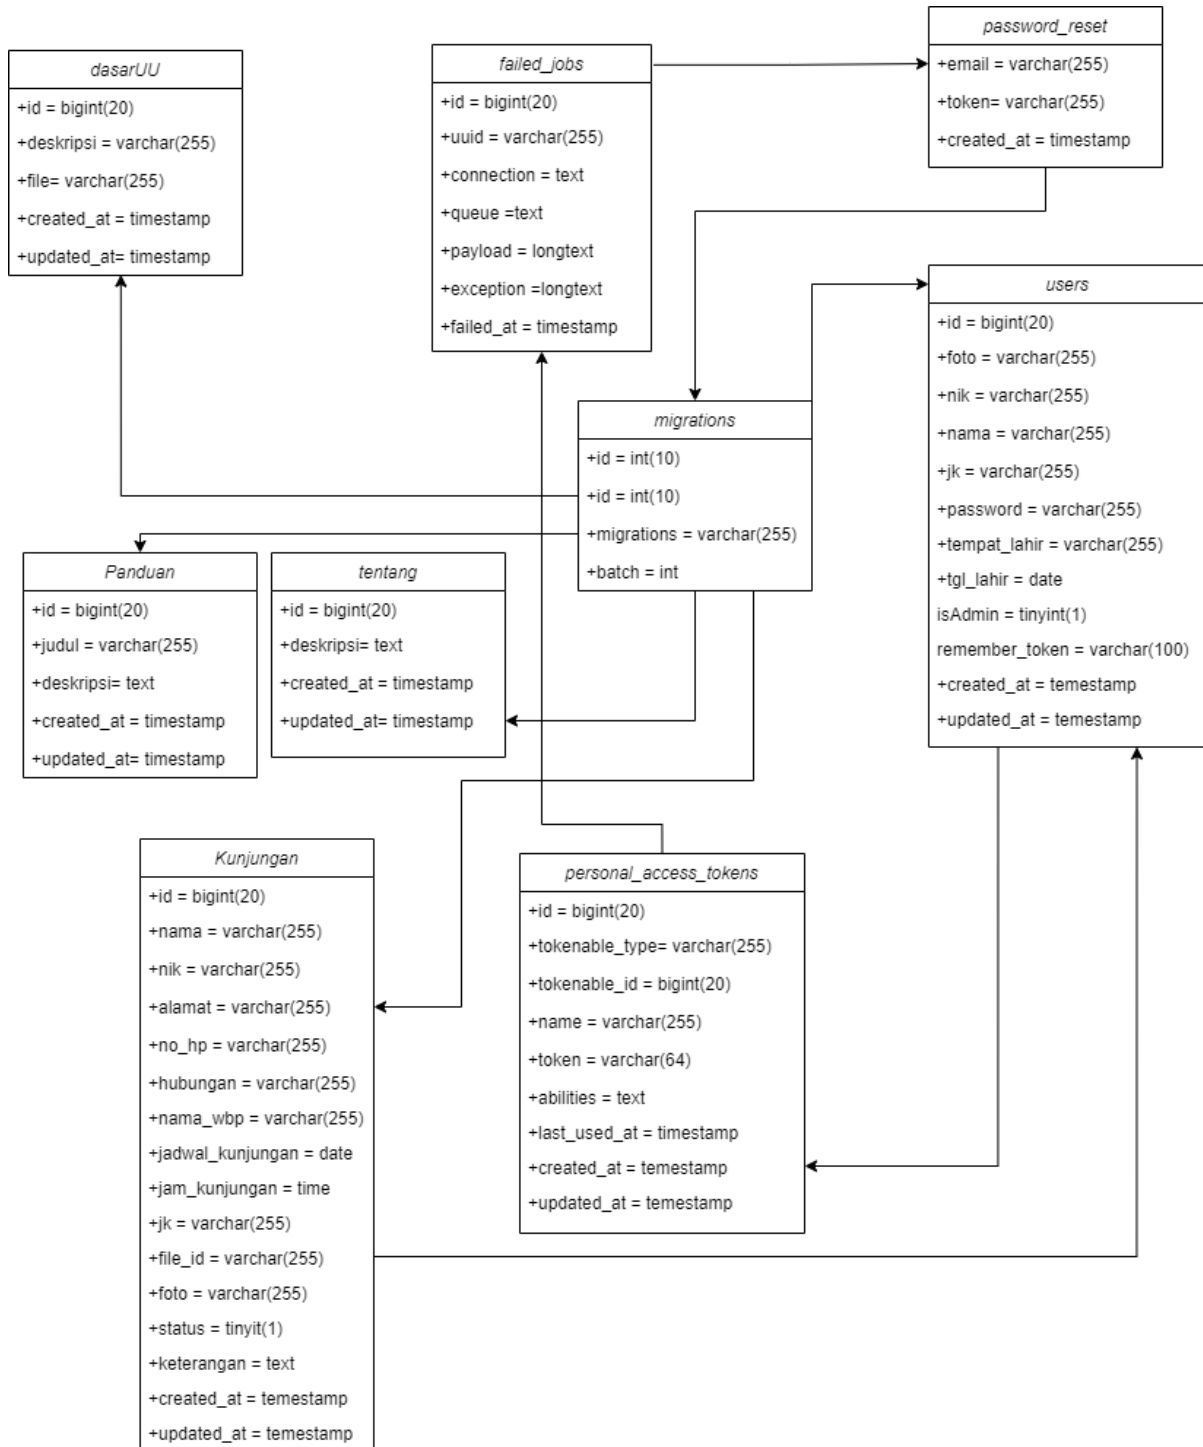 dasarUU
+id = bigint(20)
+deskripsi = varchar(255)
+file= varchar(255)
+created_at = timestamp
+updated_at= timestamp
failed_jobs
+id = bigint(20)
+uuid = varchar(255)
+connection = text
+queue =text
+payload = longtext
+exception =longtext
+failed_at = timestamp
password_reset
+email = varchar(255)
+token= varchar(255)
+created_at = timestamp
users
+id = bigint(20)
+foto = varchar(255)
+nik = varchar(255)
+nama = varchar(255)
+jk = varchar(255)
+password = varchar(255)
+tempat_lahir = varchar(255)
+tgl_lahir = date
isAdmin = tinyint(1)
remember_token = varchar(100)
+created_at = temestamp
+updated_at = temestamp
migrations
+id = int(10)
+id = int(10)
+migrations = varchar(255)
+batch = int
Panduan
+id = bigint(20)
+judul = varchar(255)
+deskripsi= text
+created_at = timestamp
+updated_at= timestamp
tentang
+id = bigint(20)
+deskripsi= text
+created_at = timestamp
+updated_at= timestamp
Kunjungan
+id = bigint(20)
+nama = varchar(255)
+nik = varchar(255)
+alamat = varchar(255)
+no_hp = varchar(255)
+hubungan = varchar(255)
+nama_wbp = varchar(255)
+jadwal_kunjungan = date
+jam_kunjungan = time
+jk = varchar(255)
+file_id = varchar(255)
+foto = varchar(255)
+status = tinyit(1)
+keterangan = text
+created_at = temestamp
+updated_at = temestamp
personal_access_tokens
+id = bigint(20)
+tokenable_type= varchar(255)
+tokenable_id = bigint(20)
+name = varchar(255)
+token = varchar(64)
+abilities = text
+last_used_at = timestamp
+created_at = temestamp
+updated_at = temestamp